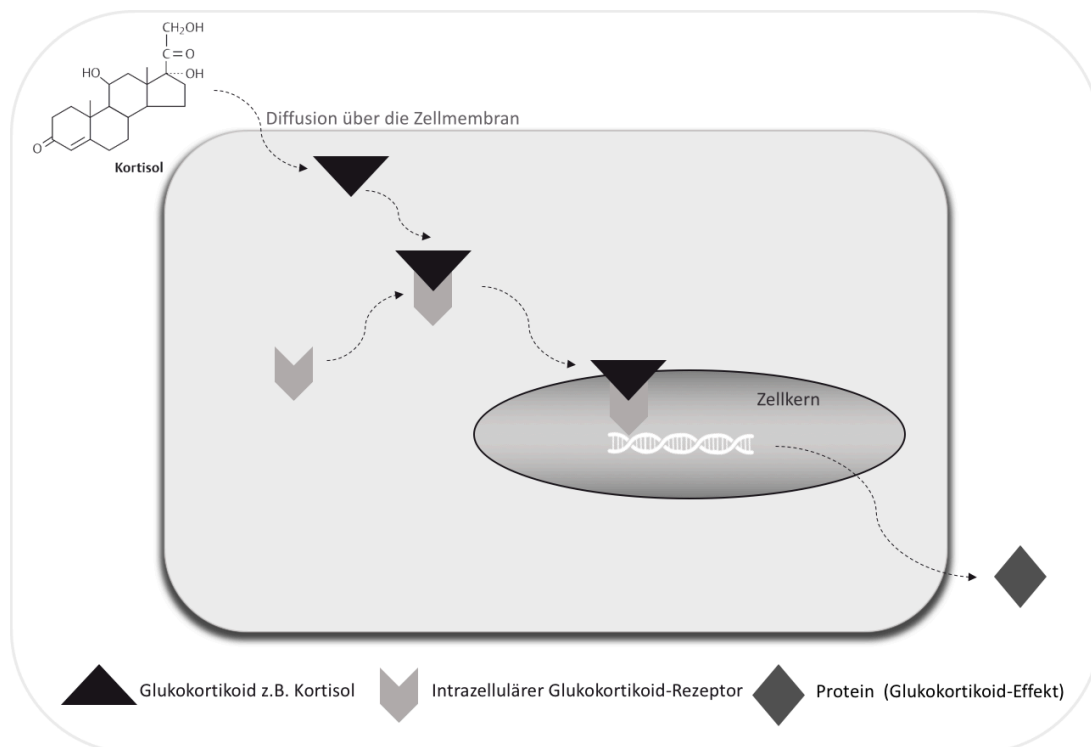 CH₂OH
C=O
HO
OH
O
Kortisol
Diffusion über die Zellmembran
Zellkern
Glukokortikoid z.B. Kortisol
Intrazellulärer Glukokortikoid-Rezeptor
Protein (Glukokortikoid-Effekt)